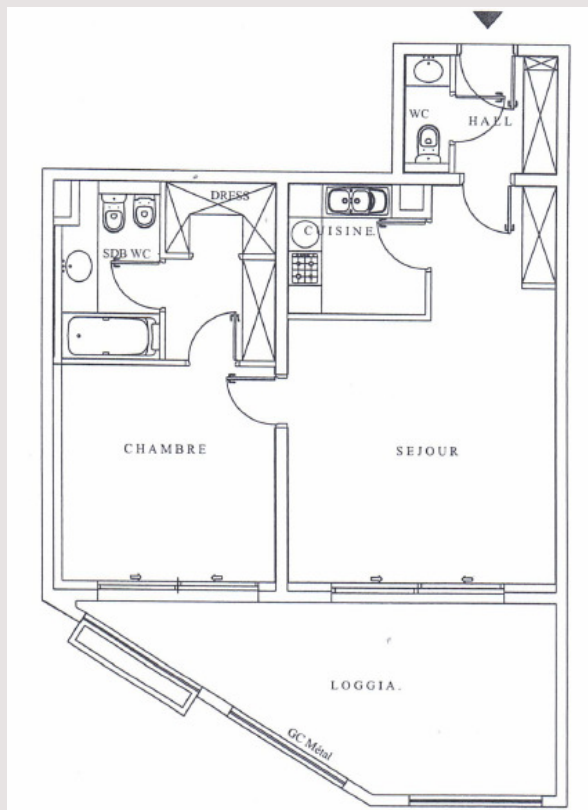 WC
HALL
DRESS
CUISINE
SDB WC
CHAMBRE
SEJOUR
LOGGIA.
GC Métal